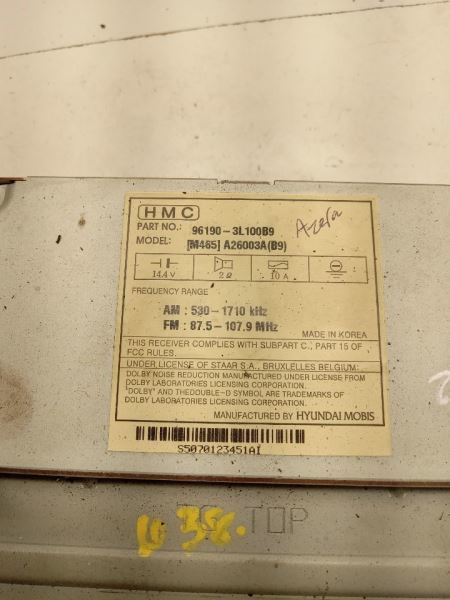 HMC
PART NO.: 96190-3L100B9
Azera
MODEL: [M465] A26003A(B9)
14.4 V
2Ω
10 A
FREQUENCY RANGE
AM : 530 - 1710 kHz
FM : 87.5 - 107.9 MHz
MADE IN KOREA
THIS RECEIVER COMPLIES WITH SUBPART C., PART 15 OF
FCC RULES.
UNDER LICENSE OF STAAR S.A., BRUXELLES BELGIUM.
DOLBY NOISE REDUCTION MANUFACTURED UNDER LICENSE FROM
DOLBY LABORATORIES LICENSING CORPORATION.
"DOLBY" AND THEDOUBLE-D SYMBOL ARE TRADEMARKS OF
DOLBY LABORATORIES LICENSING CORPORATION.
MANUFACTURED BY HYUNDAI MOBIS
S5070123451AI
TOP